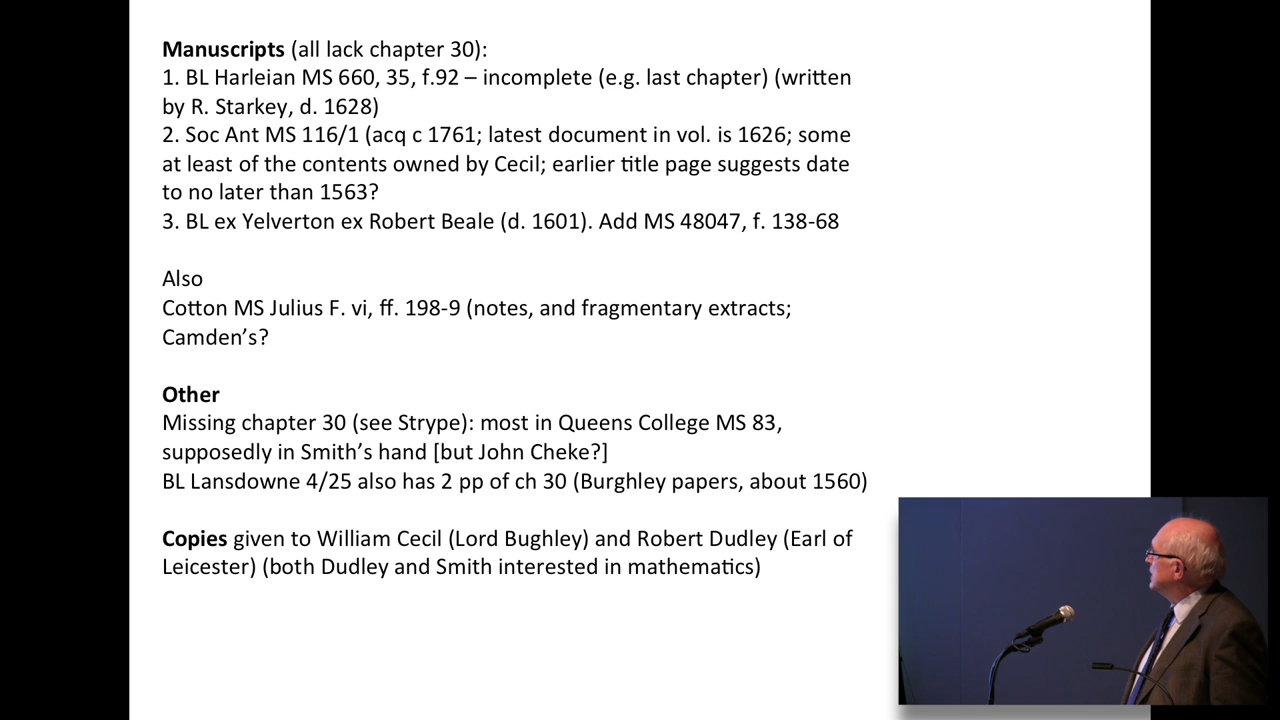 Manuscripts (all lack chapter 30):
1. BL Harleian MS 660, 35, f.92 – incomplete (e.g. last chapter) (written
by R. Starkey, d. 1628)
2. Soc Ant MS 116/1 (acq c 1761; latest document in vol. is 1626; some
at least of the contents owned by Cecil; earlier title page suggests date
to no later than 1563?
3. BL ex Yelverton ex Robert Beale (d. 1601). Add MS 48047, f. 138-68
Also
Cotton MS Julius F. vi, ff. 198-9 (notes, and fragmentary extracts;
Camden’s?
Other
Missing chapter 30 (see Strype): most in Queens College MS 83,
supposedly in Smith’s hand [but John Cheke?]
BL Lansdowne 4/25 also has 2 pp of ch 30 (Burghley papers, about 1560)
Copies given to William Cecil (Lord Bughley) and Robert Dudley (Earl of
Leicester) (both Dudley and Smith interested in mathematics)